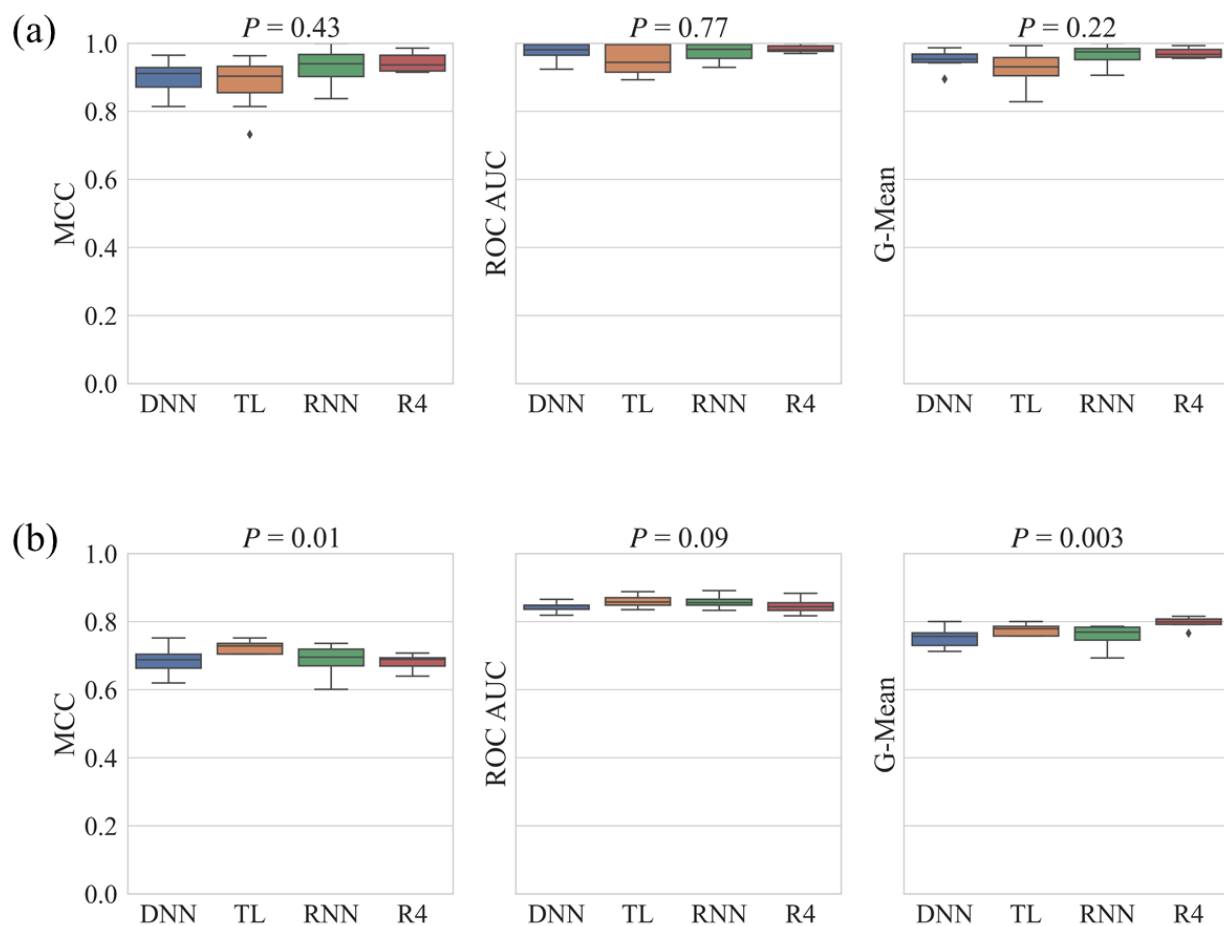 (a)
P = 0.43
P = 0.77
P = 0.22
1.0
0.8
0.6
0.4
0.2
0.0
MCC
ROC AUC
G-Mean
DNN TL RNN R4
DNN TL RNN R4
DNN TL RNN R4
(b)
P = 0.01
P = 0.09
P = 0.003
1.0
0.8
0.6
0.4
0.2
0.0
MCC
ROC AUC
G-Mean
DNN TL RNN R4
DNN TL RNN R4
DNN TL RNN R4